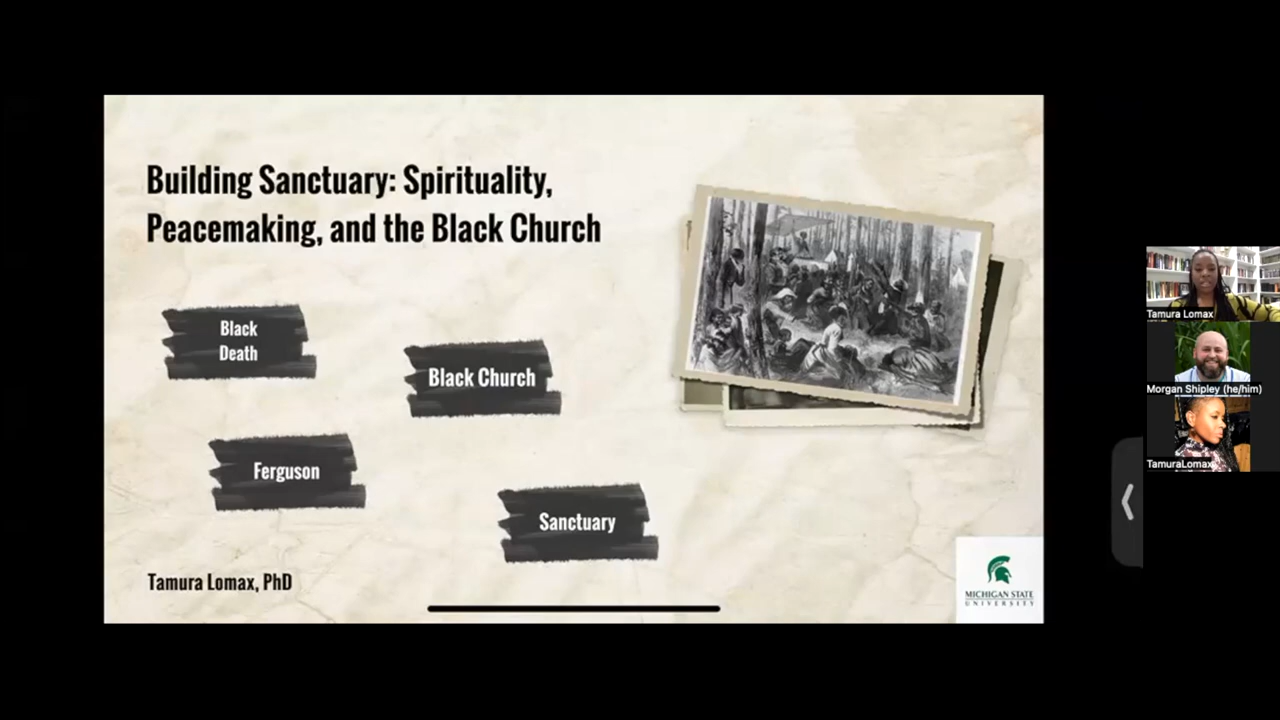 Building Sanctuary: Spirituality,
Peacemaking, and the Black Church
Black
Death
Black Church
Ferguson
Sanctuary
Tamura Lomax, PhD
MICHIGAN STATE
UNIVERSITY
Tamura Lomax
Morgan Shipley (he/him)
TamuraLomax